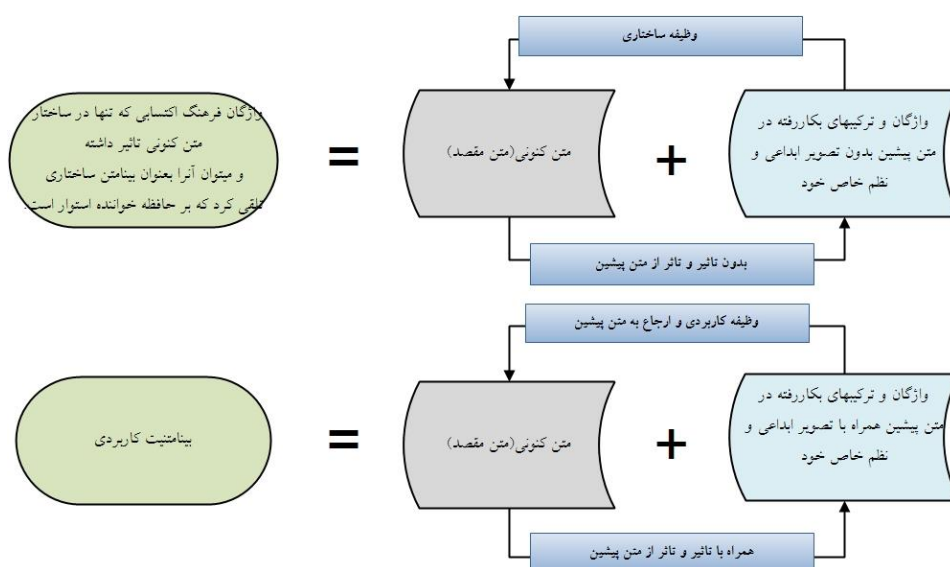 وظیفه ساختاری
واژگان و ترکیبهای بکاررفته در
متن پیشین بدون تصویر ابداعی و
نظم خاص خود
+
متن کنونی(متن مقصد)
=
واژگان فرهنگ اکتسابی که تنها در ساختار
متن کنونی تاثیر داشته
و میتوان آنرا بعنوان بینامتن ساختاری
تلقی کرد که بر حافظه خواننده استوار است.
بدون تاثیر و تاثر از متن پیشین
وظیفه کاربردی و ارجاع به متن پیشین
واژگان و ترکیبهای بکاررفته در
متن پیشین همراه با تصویر ابداعی و
نظم خاص خود
+
متن کنونی(متن مقصد)
=
بینامتنیت کاربردی
همراه با تاثیر و تاثر از متن پیشین